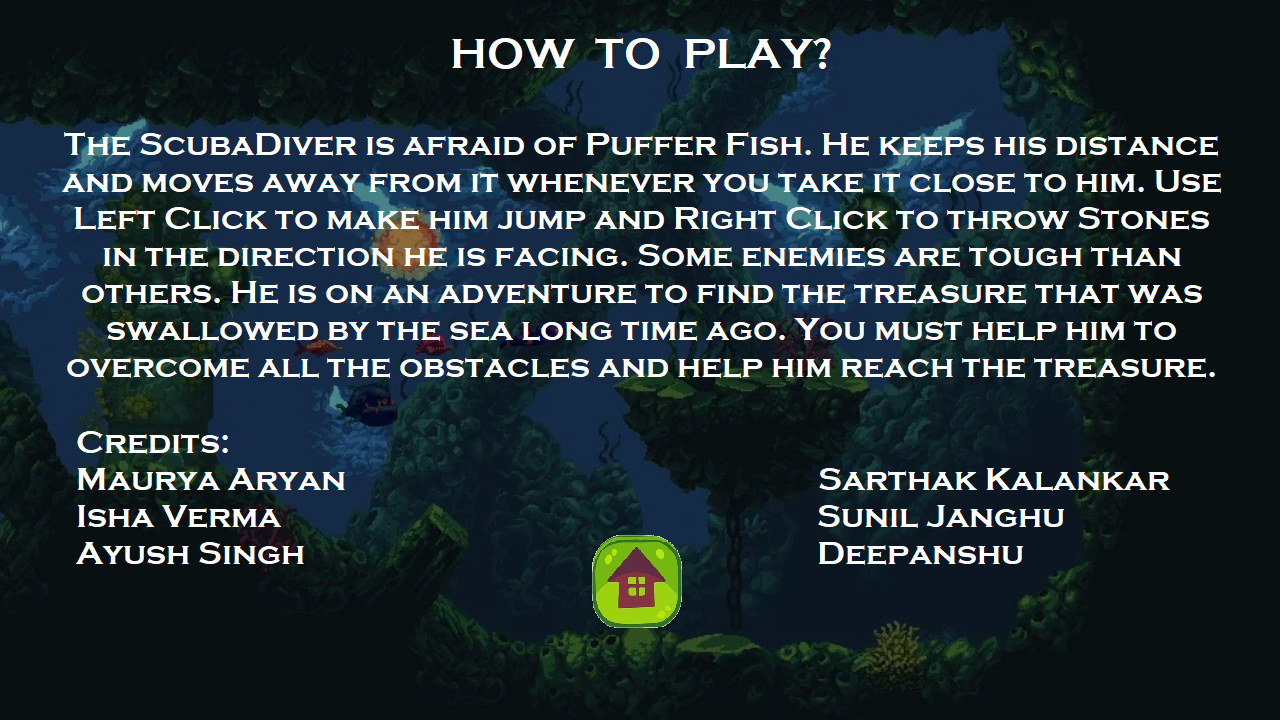 HOW TO PLAY?
The ScubaDiver is afraid of Puffer Fish. He keeps his distance
and moves away from it whenever you take it close to him. Use
Left Click to make him jump and Right Click to throw Stones
in the direction he is facing. Some enemies are tough than
others. He is on an adventure to find the treasure that was
swallowed by the sea long time ago. You must help him to
overcome all the obstacles and help him reach the treasure.
Credits:
Maurya Aryan
Isha Verma
Ayush Singh
Sarthak Kalankar
Sunil Janghu
Deepanshu